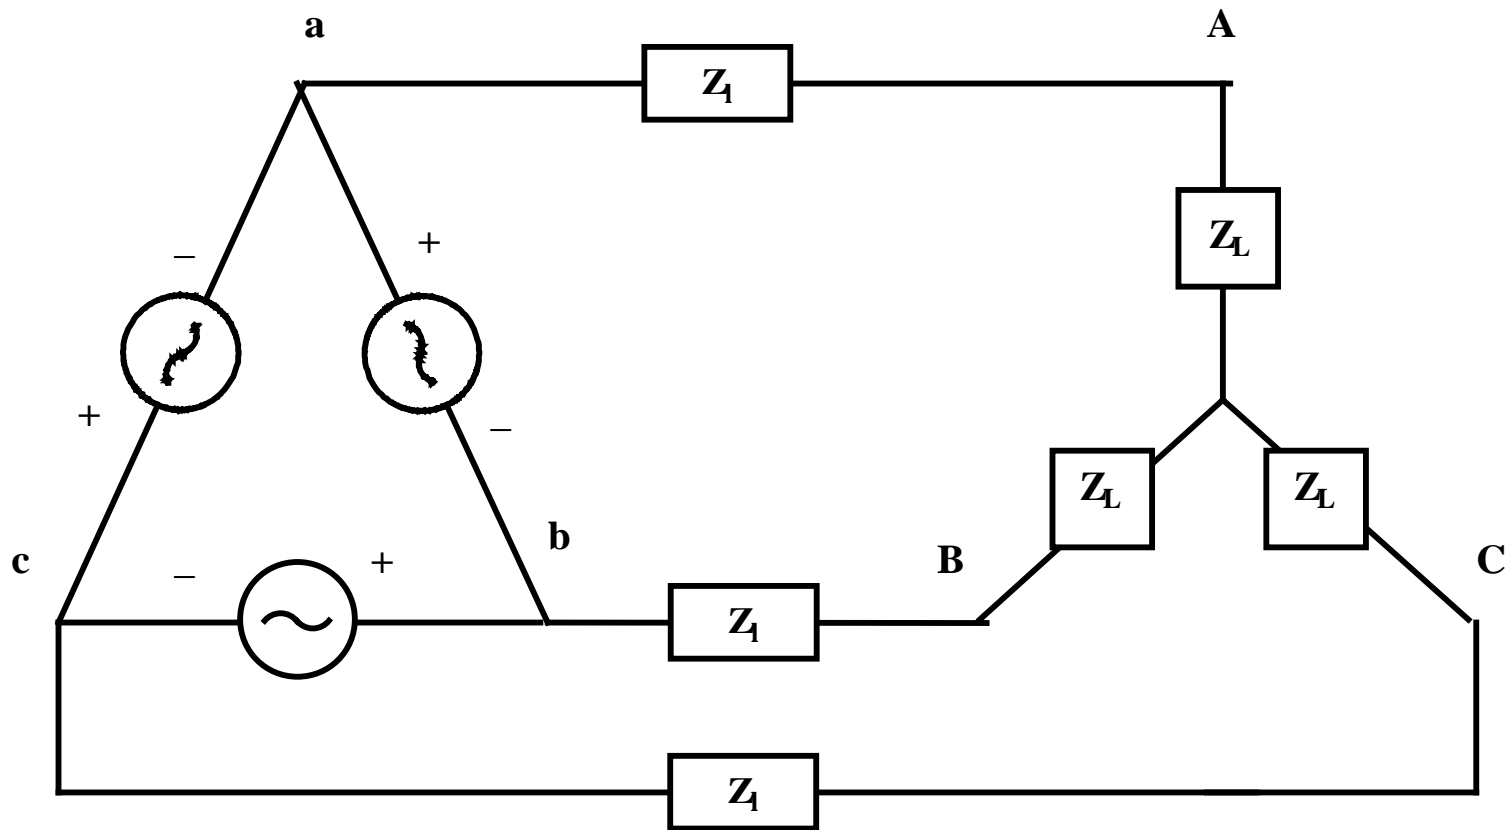 a A
Zl
ZL
– +
+ –
ZL ZL
c b B C
– +
Zl
Zl